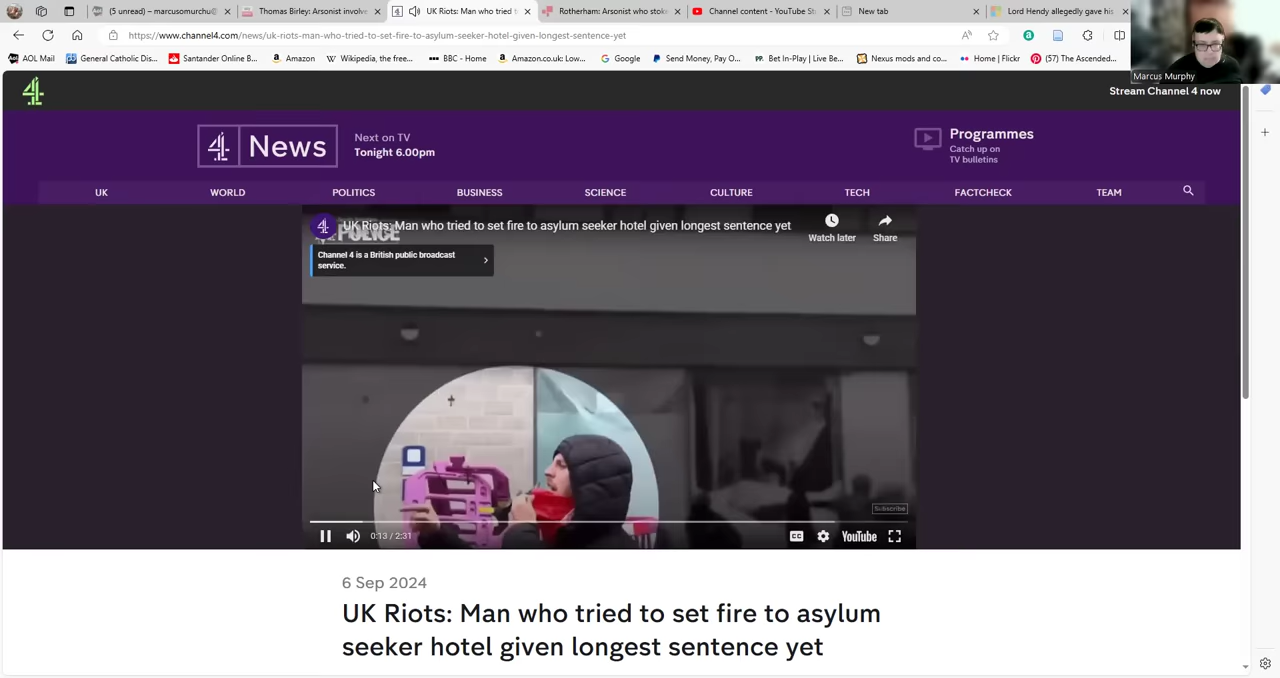 (5 unread) – marcusomurchu@
Thomas Birley: Arsonist involve
UK Riots: Man who tried t
Rotherham: Arsonist who stok
Channel content - YouTube St
New tab
Lord Hendy allegedly gave his
https://www.channel4.com/news/uk-riots-man-who-tried-to-set-fire-to-asylum-seeker-hotel-given-longest-sentence-yet
AOL Mail
General Catholic Dis...
Santander Online B...
Amazon
Wikipedia, the free...
BBC - Home
Amazon.co.uk: Low...
Google
Send Money, Pay O...
Bet In-Play | Live Be...
Nexus mods and co...
Home | Flickr
(57) The Ascended...
Marcus Murphy
4
Stream Channel 4 now
4 News
Next on TV
Tonight 6.00pm
Programmes
Catch up on
TV bulletins
UK
WORLD
POLITICS
BUSINESS
SCIENCE
CULTURE
TECH
FACTCHECK
TEAM
UK Riots: Man who tried to set fire to asylum seeker hotel given longest sentence yet
POLICE
Watch later
Share
Channel 4 is a British public broadcast
service.
Subscribe
0:13 / 2:31
CC
YouTube
6 Sep 2024
UK Riots: Man who tried to set fire to asylum
seeker hotel given longest sentence yet